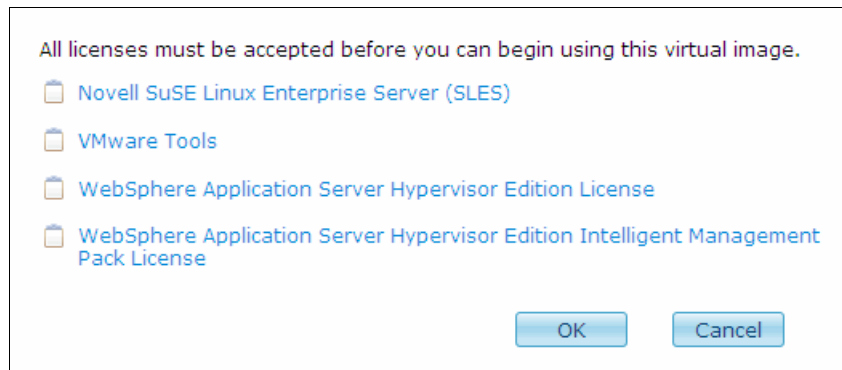 All licenses must be accepted before you can begin using this virtual image.
Novell SuSE Linux Enterprise Server (SLES)
VMware Tools
WebSphere Application Server Hypervisor Edition License
WebSphere Application Server Hypervisor Edition Intelligent Management
Pack License
OK Cancel